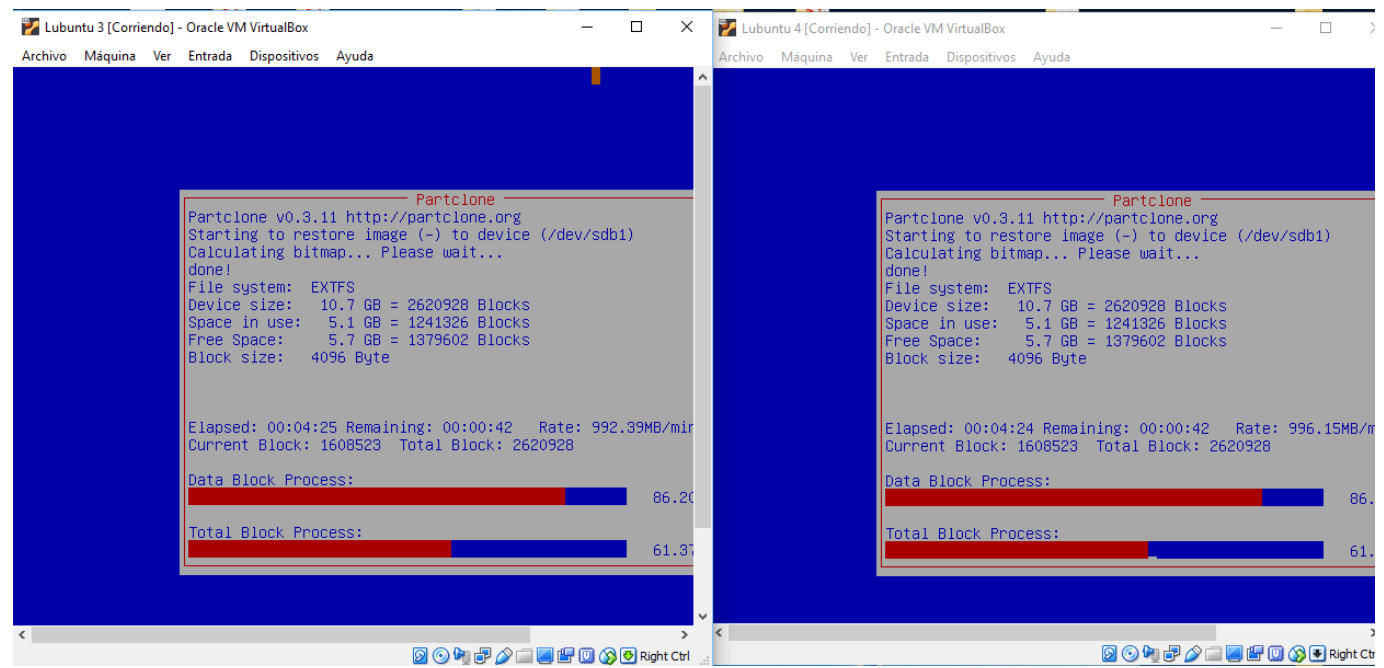 Lubuntu 3 [Corriendo] - Oracle VM VirtualBox
Archivo Máquina Ver Entrada Dispositivos Ayuda
Partclone
Partclone v0.3.11 http://partclone.org
Starting to restore image (-) to device (/dev/sdb1)
Calculating bitmap... Please wait...
done!
File system: EXTFS
Device size: 10.7 GB = 2620928 Blocks
Space in use: 5.1 GB = 1241326 Blocks
Free Space: 5.7 GB = 1379602 Blocks
Block size: 4096 Byte
Elapsed: 00:04:25 Remaining: 00:00:42 Rate: 992.39MB/min
Current Block: 1608523 Total Block: 2620928
Data Block Process:
86.20
Total Block Process:
61.37
Right Ctrl
Lubuntu 4 [Corriendo] - Oracle VM VirtualBox
Archivo Máquina Ver Entrada Dispositivos Ayuda
Partclone
Partclone v0.3.11 http://partclone.org
Starting to restore image (-) to device (/dev/sdb1)
Calculating bitmap... Please wait...
done!
File system: EXTFS
Device size: 10.7 GB = 2620928 Blocks
Space in use: 5.1 GB = 1241326 Blocks
Free Space: 5.7 GB = 1379602 Blocks
Block size: 4096 Byte
Elapsed: 00:04:24 Remaining: 00:00:42 Rate: 996.15MB/m
Current Block: 1608523 Total Block: 2620928
Data Block Process:
86.
Total Block Process:
61.
Right Ctr